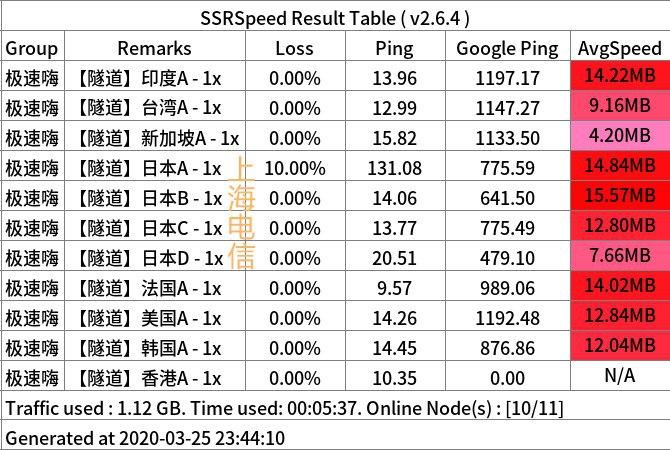 SSRSpeed Result Table ( v2.6.4 )
Group Remarks Loss Ping Google Ping AvgSpeed
极速嗨 【隧道】印度A - 1x 0.00% 13.96 1197.17 14.22MB
极速嗨 【隧道】台湾A - 1x 0.00% 12.99 1147.27 9.16MB
极速嗨 【隧道】新加坡A - 1x 0.00% 15.82 1133.50 4.20MB
极速嗨 【隧道】日本A - 1x 10.00% 131.08 775.59 14.84MB
极速嗨 【隧道】日本B - 1x 0.00% 14.06 641.50 15.57MB
极速嗨 【隧道】日本C - 1x 0.00% 13.77 775.49 12.80MB
极速嗨 【隧道】日本D - 1x 0.00% 20.51 479.10 7.66MB
极速嗨 【隧道】法国A - 1x 0.00% 9.57 989.06 14.02MB
极速嗨 【隧道】美国A - 1x 0.00% 14.26 1192.48 12.84MB
极速嗨 【隧道】韩国A - 1x 0.00% 14.45 876.86 12.04MB
极速嗨 【隧道】香港A - 1x 0.00% 10.35 0.00 N/A
Traffic used : 1.12 GB. Time used: 00:05:37. Online Node(s) : [10/11]
Generated at 2020-03-25 23:44:10
上海电信